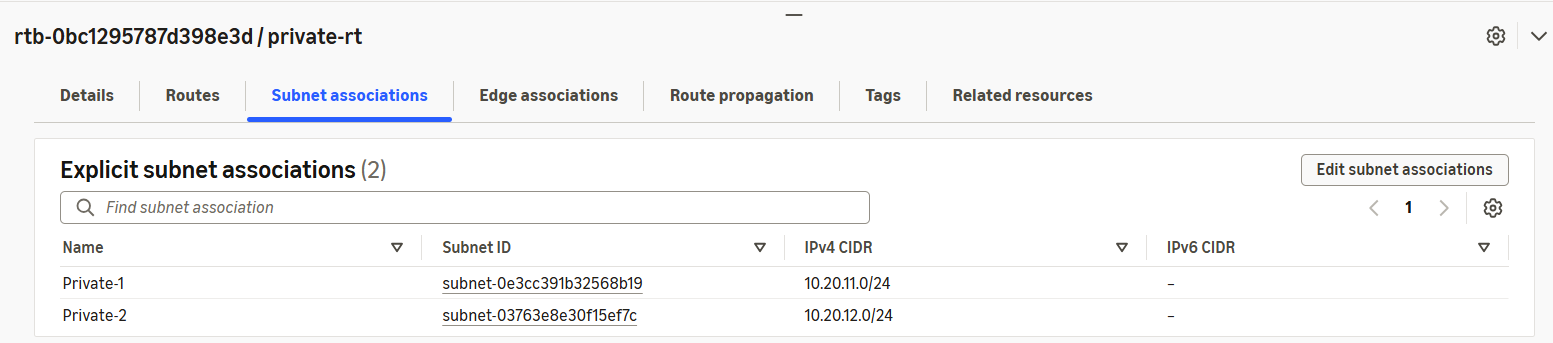 rtb-0bc1295787d398e3d / private-rt
Details Routes Subnet associations Edge associations Route propagation Tags Related resources
Explicit subnet associations (2)
Edit subnet associations
Find subnet association
1
Name Subnet ID IPv4 CIDR IPv6 CIDR
Private-1 subnet-0e3cc391b32568b19 10.20.11.0/24 –
Private-2 subnet-03763e8e30f15ef7c 10.20.12.0/24 –